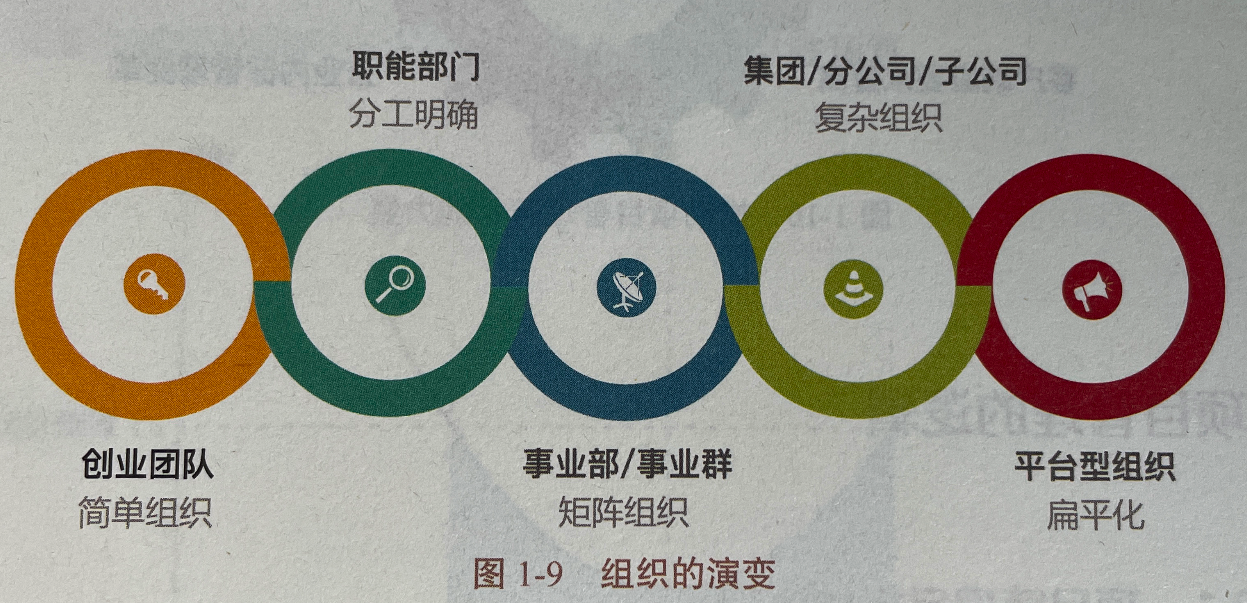 职能部门
分工明确
集团/分公司/子公司
复杂组织
创业团队
简单组织
事业部/事业群
矩阵组织
平台型组织
扁平化
图 1-9 组织的演变